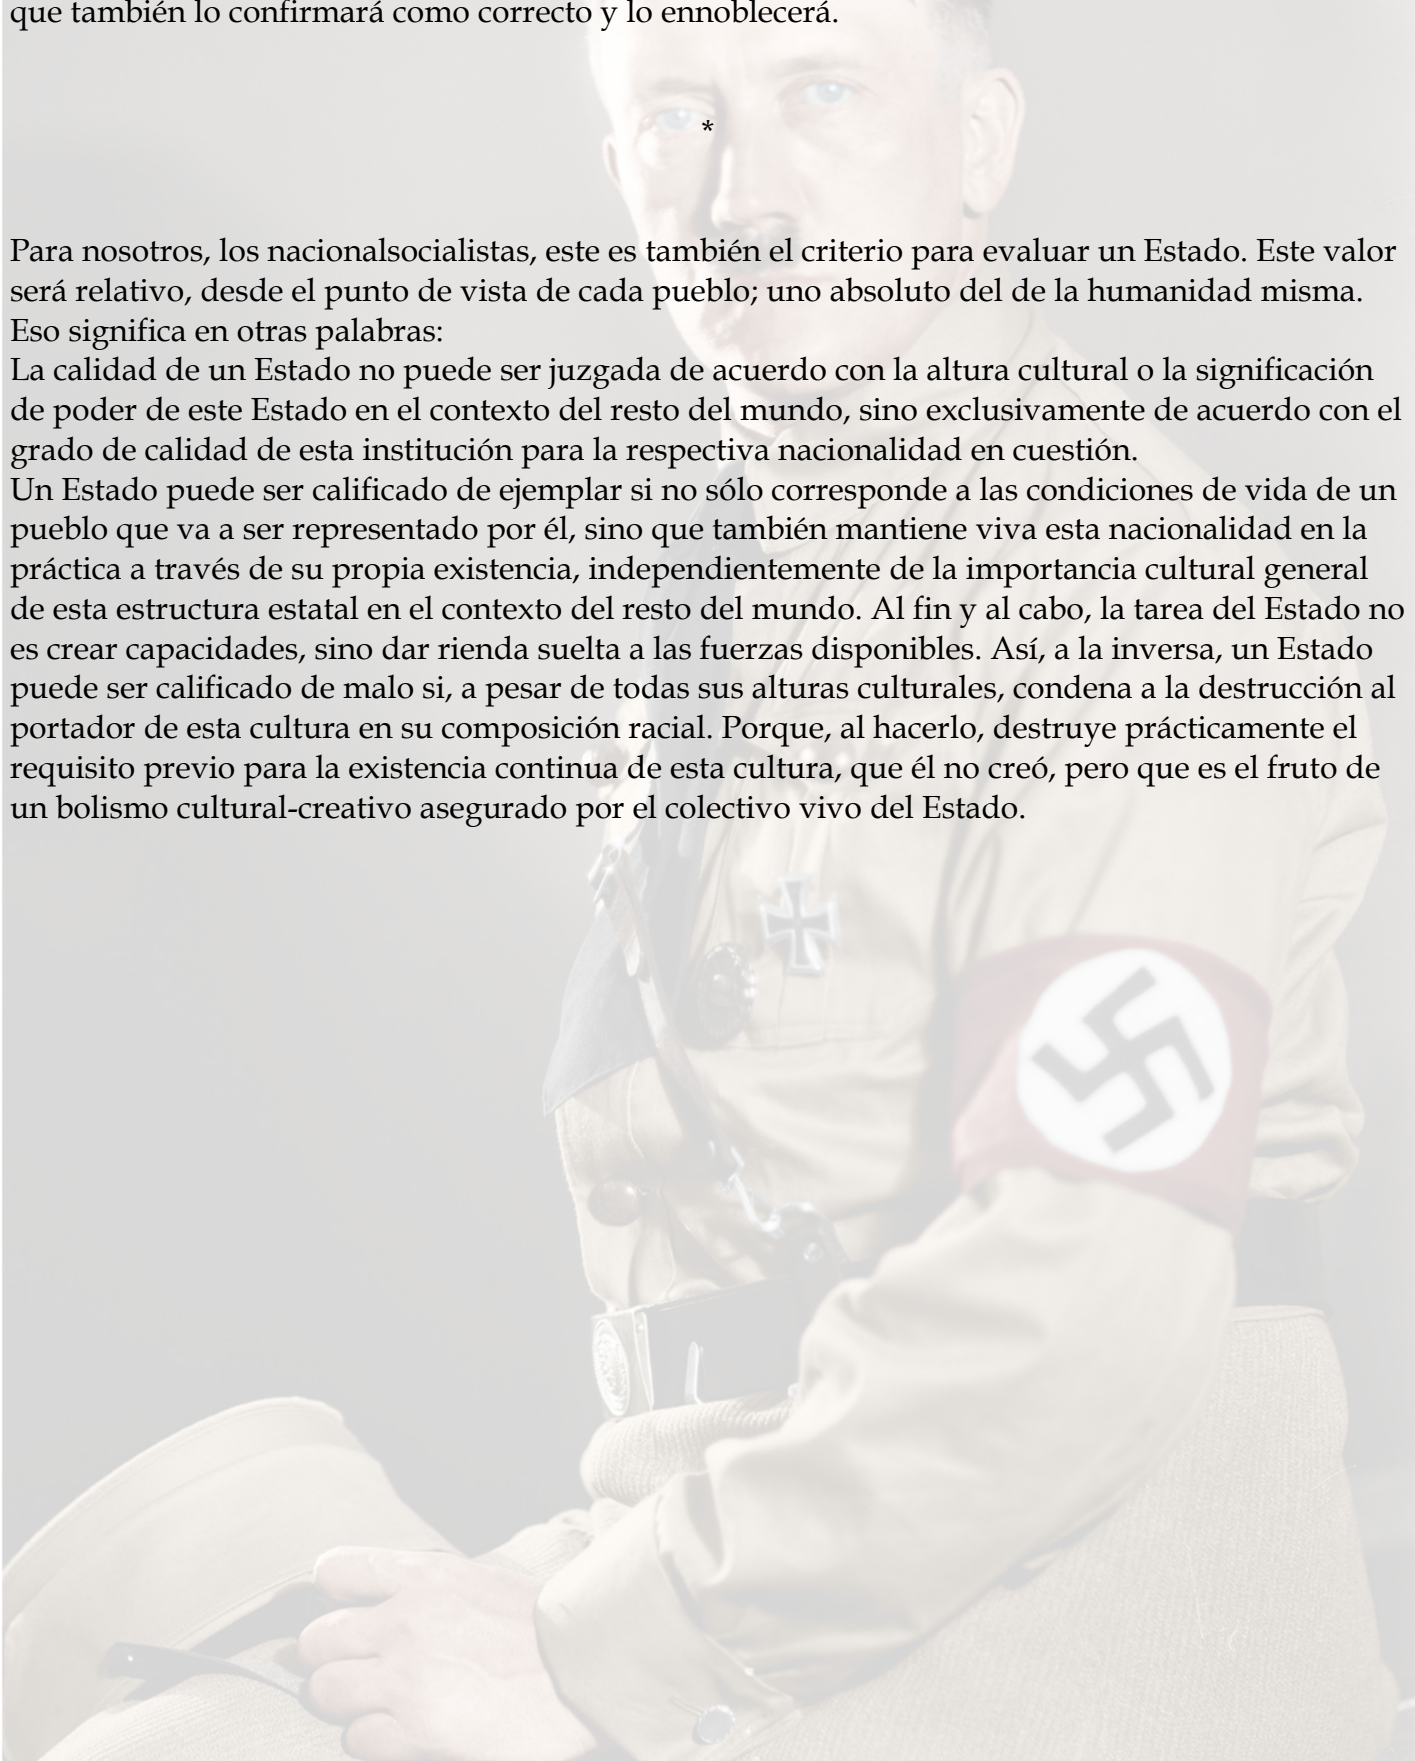 que también lo confirmará como correcto y lo ennoblecerá.
*
Para nosotros, los nacionalsocialistas, este es también el criterio para evaluar un Estado. Este valor
será relativo, desde el punto de vista de cada pueblo; uno absoluto del de la humanidad misma.
Eso significa en otras palabras:
La calidad de un Estado no puede ser juzgada de acuerdo con la altura cultural o la significación
de poder de este Estado en el contexto del resto del mundo, sino exclusivamente de acuerdo con el
grado de calidad de esta institución para la respectiva nacionalidad en cuestión.
Un Estado puede ser calificado de ejemplar si no sólo corresponde a las condiciones de vida de un
pueblo que va a ser representado por él, sino que también mantiene viva esta nacionalidad en la
práctica a través de su propia existencia, independientemente de la importancia cultural general
de esta estructura estatal en el contexto del resto del mundo. Al fin y al cabo, la tarea del Estado no
es crear capacidades, sino dar rienda suelta a las fuerzas disponibles. Así, a la inversa, un Estado
puede ser calificado de malo si, a pesar de todas sus alturas culturales, condena a la destrucción al
portador de esta cultura en su composición racial. Porque, al hacerlo, destruye prácticamente el
requisito previo para la existencia continua de esta cultura, que él no creó, pero que es el fruto de
un bolismo cultural-creativo asegurado por el colectivo vivo del Estado.